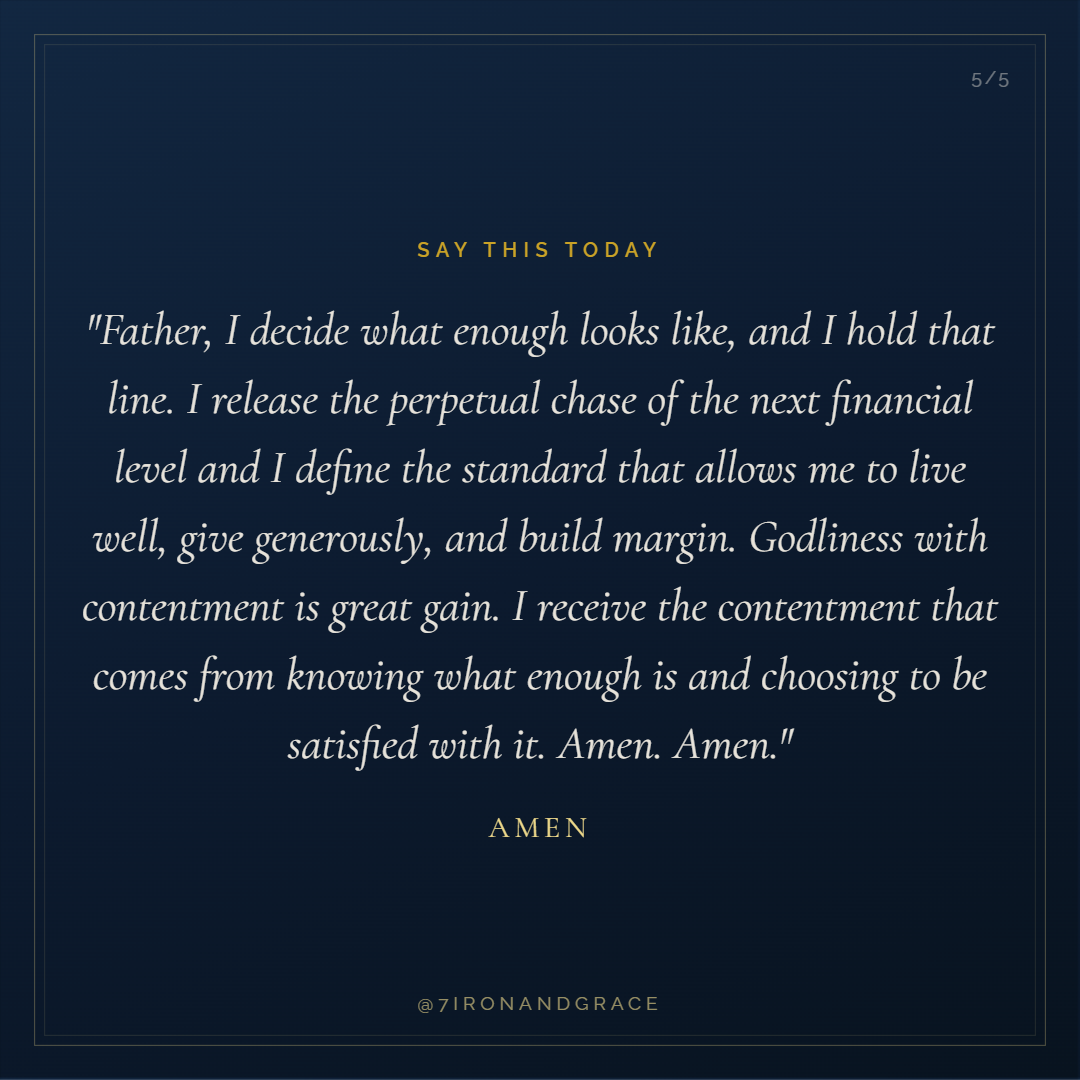 5/5
SAY THIS TODAY
"Father, I decide what enough looks like, and I hold that
line. I release the perpetual chase of the next financial
level and I define the standard that allows me to live
well, give generously, and build margin. Godliness with
contentment is great gain. I receive the contentment that
comes from knowing what enough is and choosing to be
satisfied with it. Amen. Amen."
AMEN
@7IRONANDGRACE